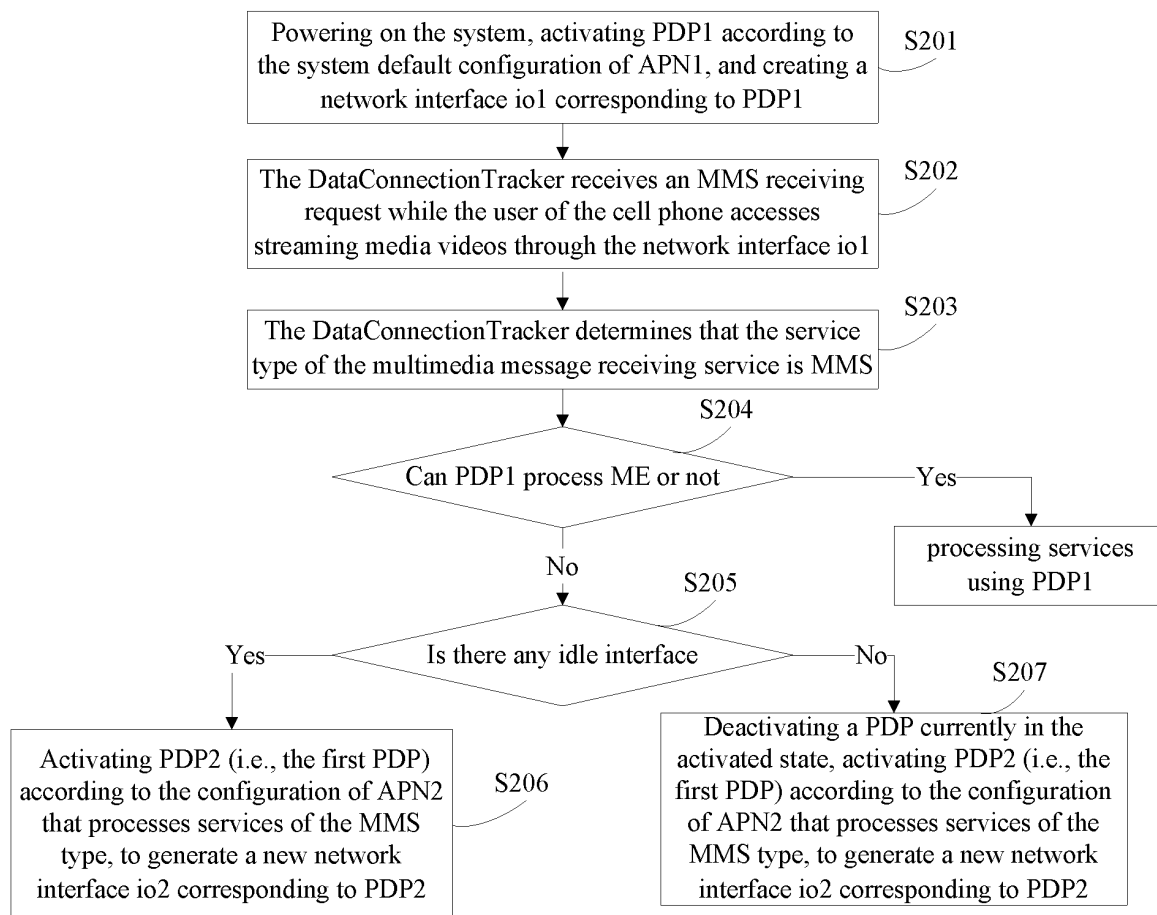 Powering on the system, activating PDP1 according to
the system default configuration of APN1, and creating a
network interface io1 corresponding to PDP1
S201
The DataConnectionTracker receives an MMS receiving
request while the user of the cell phone accesses
streaming media videos through the network interface io1
S202
The DataConnectionTracker determines that the service
type of the multimedia message receiving service is MMS
S203
S204
Can PDP1 process ME or not
Yes
processing services
using PDP1
No
S205
Is there any idle interface
Yes
No
S207
Activating PDP2 (i.e., the first PDP)
according to the configuration of APN2
that processes services of the MMS
type, to generate a new network
interface io2 corresponding to PDP2
S206
Deactivating a PDP currently in the
activated state, activating PDP2 (i.e., the
first PDP) according to the configuration
of APN2 that processes services of the
MMS type, to generate a new network
interface io2 corresponding to PDP2